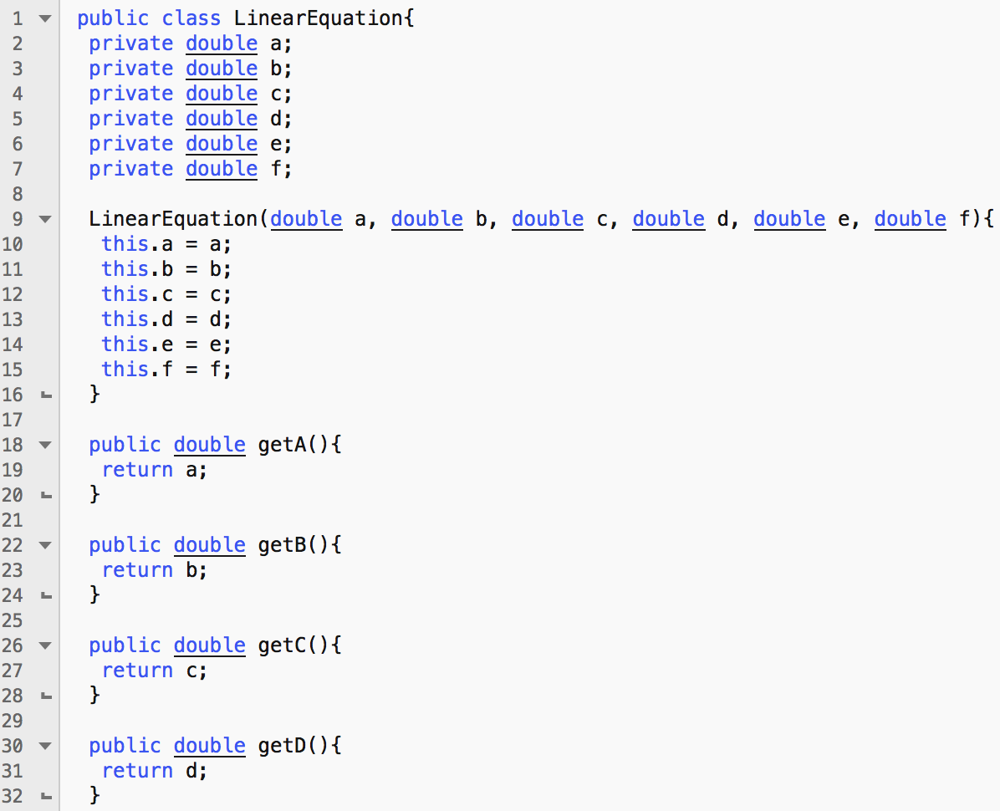 1 public class LinearEquation{
2 private double a;
3 private double b;
4 private double c;
5 private double d;
6 private double e;
7 private double f;
8
9 LinearEquation(double a, double b, double c, double d, double e, double f){
10 this.a = a;
11 this.b = b;
12 this.c = c;
13 this.d = d;
14 this.e = e;
15 this.f = f;
16 }
17
18 public double getA(){
19 return a;
20 }
21
22 public double getB(){
23 return b;
24 }
25
26 public double getC(){
27 return c;
28 }
29
30 public double getD(){
31 return d;
32 }